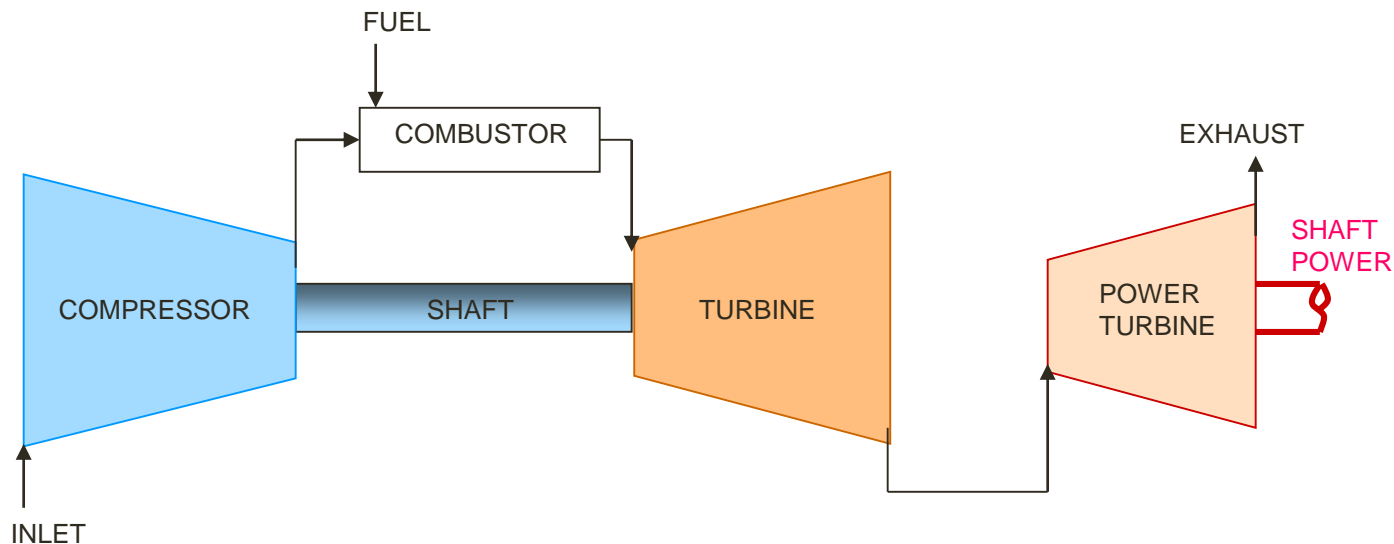 FUEL
COMBUSTOR
EXHAUST
SHAFT
POWER
COMPRESSOR
SHAFT
TURBINE
POWER
TURBINE
INLET